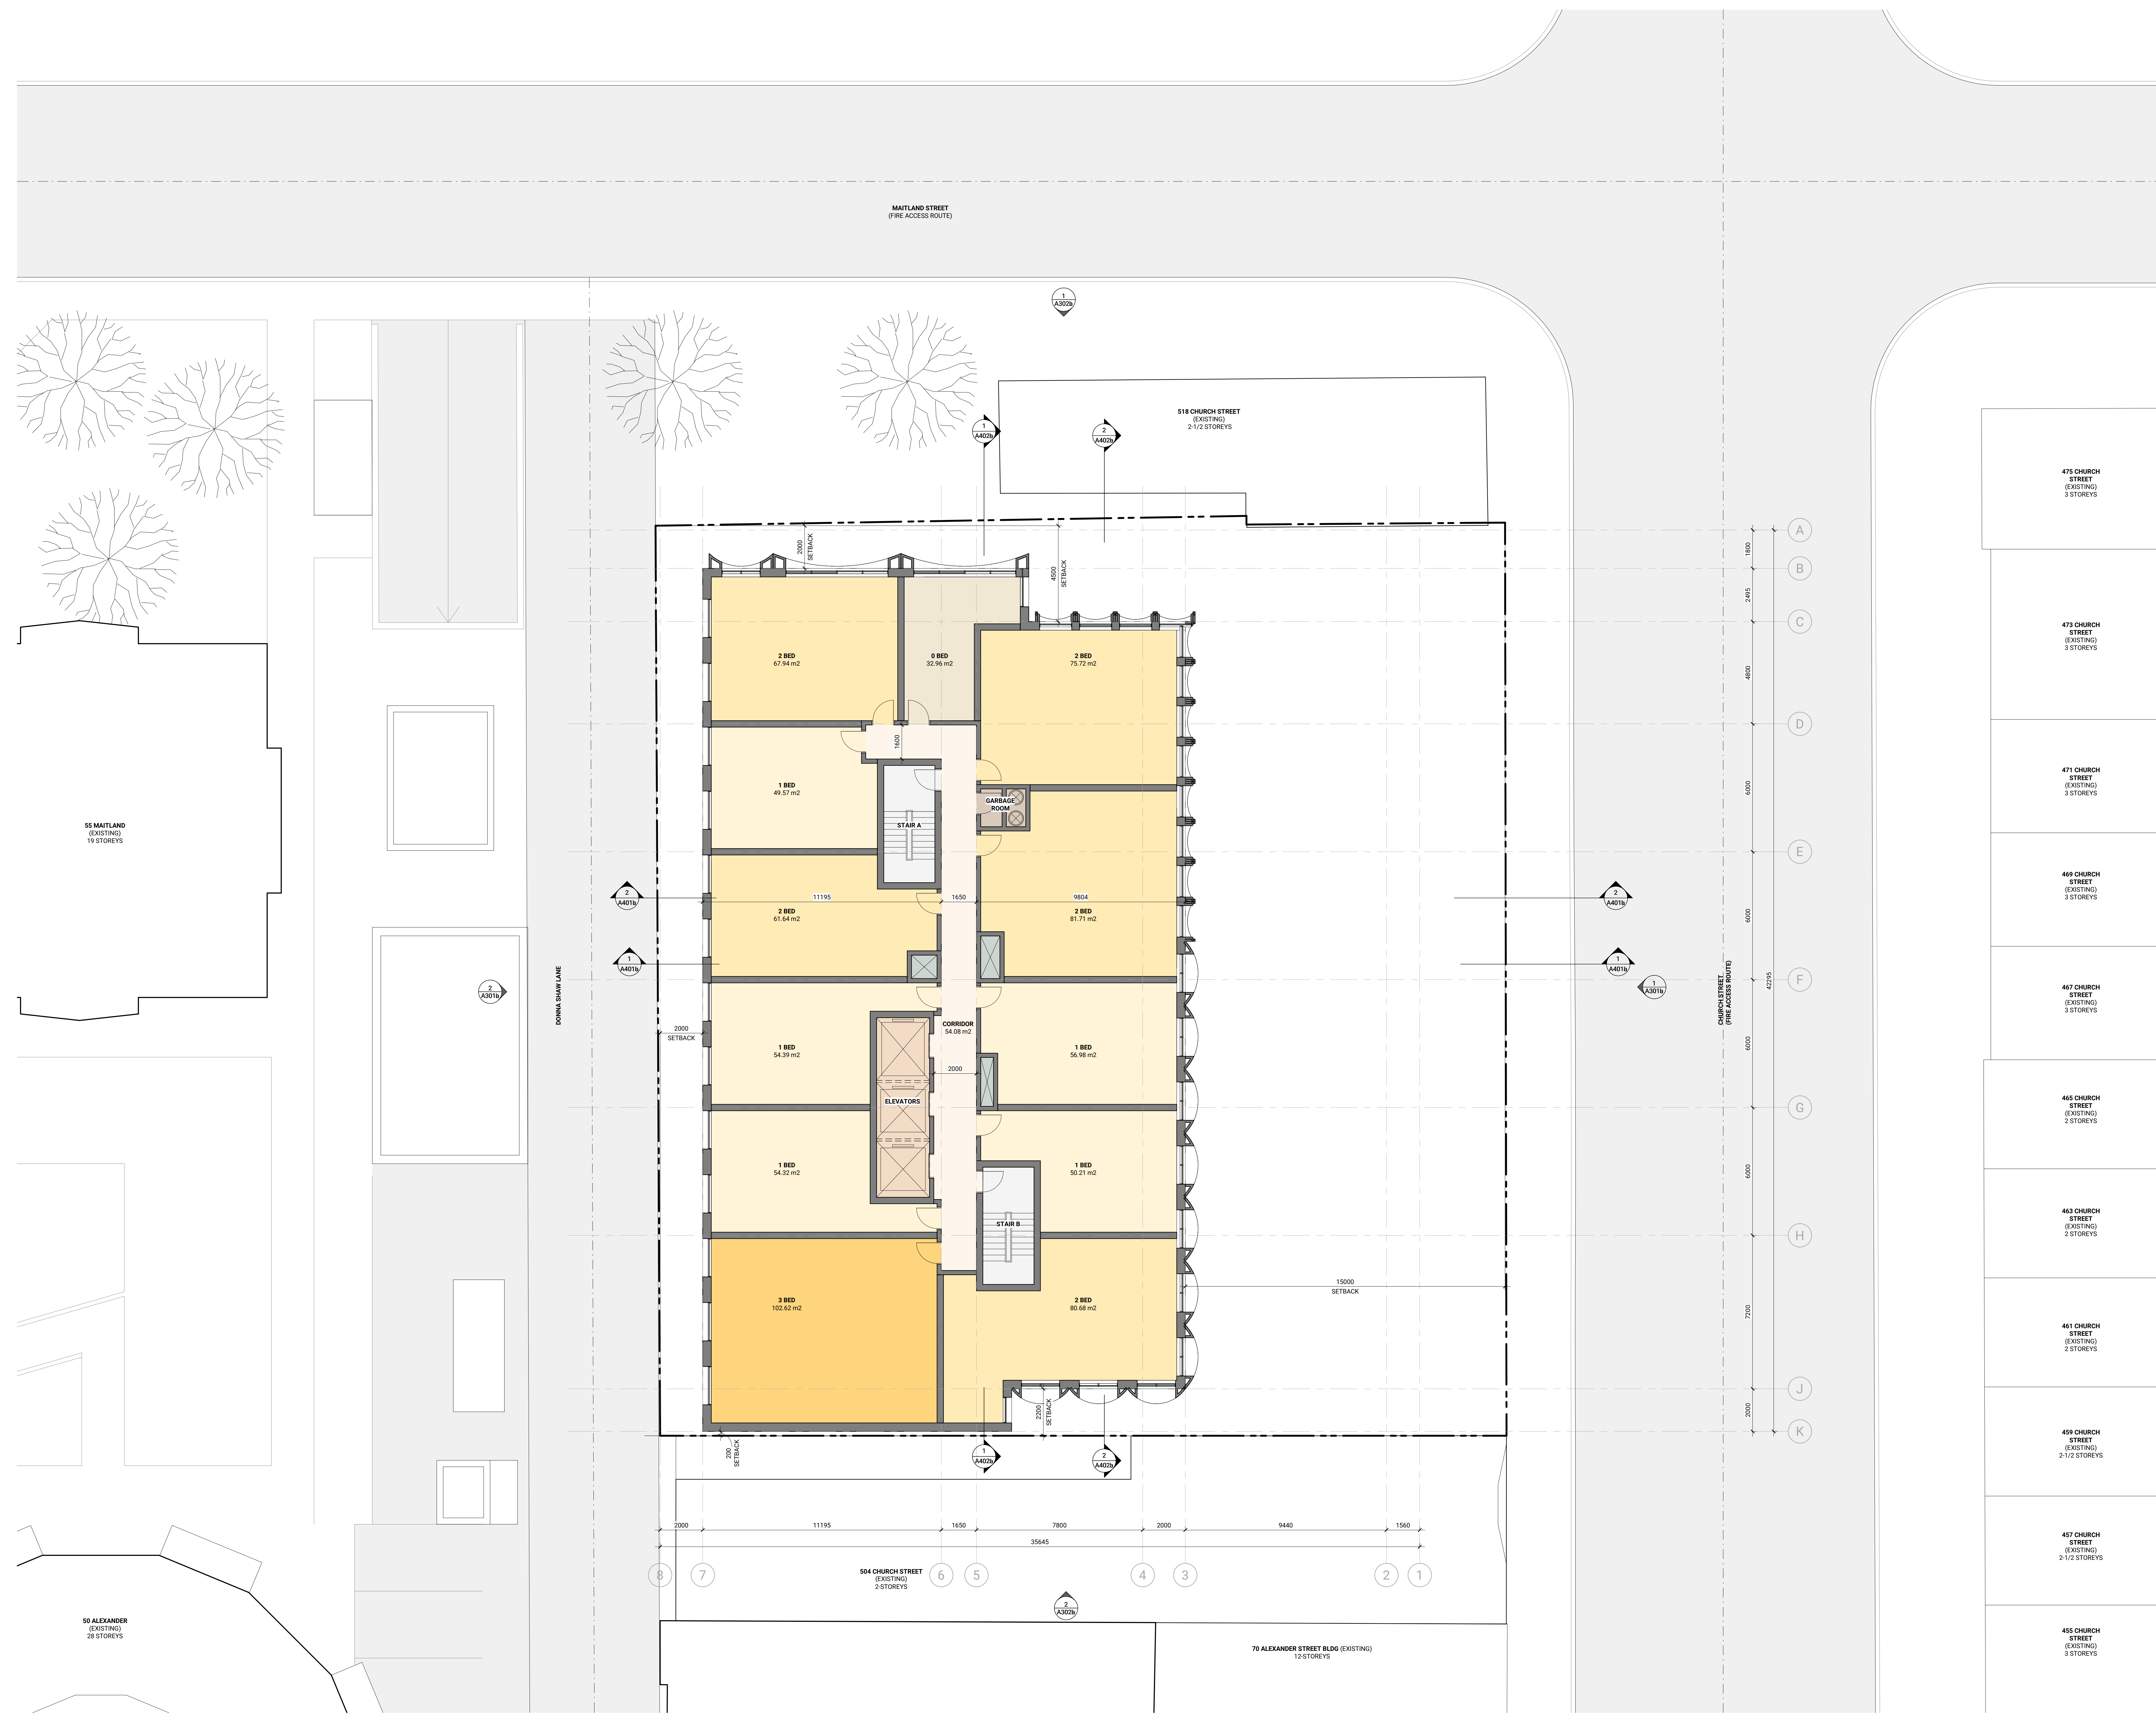 MAITLAND STREET
(FIRE ACCESS ROUTE)
1
A302b
518 CHURCH STREET
(EXISTING)
2-1/2 STOREYS
1
A402b
2
A402b
475 CHURCH
STREET
(EXISTING)
3 STOREYS
A
1800
B
2495
C
4800
D
6000
E
6000
F
6000
G
6000
H
7200
J
2000
K
42295
2000
SETBACK
4500
SETBACK
473 CHURCH
STREET
(EXISTING)
3 STOREYS
2 BED
67.94 m2
0 BED
32.96 m2
2 BED
75.72 m2
1600
1 BED
49.57 m2
GARBAGE
ROOM
STAIR A
471 CHURCH
STREET
(EXISTING)
3 STOREYS
55 MAITLAND
(EXISTING)
19 STOREYS
469 CHURCH
STREET
(EXISTING)
3 STOREYS
2
A401b
11195
1650
9804
2
A401b
2 BED
61.64 m2
2 BED
81.71 m2
1
A401b
1
A401b
2
A301b
1
A301b
DONNA SHAW LANE
CHURCH STREET
(FIRE ACCESS ROUTE)
467 CHURCH
STREET
(EXISTING)
3 STOREYS
2000
SETBACK
CORRIDOR
54.08 m2
1 BED
54.39 m2
1 BED
56.98 m2
2000
ELEVATORS
465 CHURCH
STREET
(EXISTING)
2 STOREYS
1 BED
54.32 m2
1 BED
50.21 m2
STAIR B
463 CHURCH
STREET
(EXISTING)
2 STOREYS
15000
SETBACK
3 BED
102.62 m2
2 BED
80.68 m2
461 CHURCH
STREET
(EXISTING)
2 STOREYS
2200
SETBACK
200
SETBACK
1
A402b
2
A402b
459 CHURCH
STREET
(EXISTING)
2-1/2 STOREYS
2000
11195
1650
7800
2000
9440
1560
35645
8
7
6
5
4
3
2
1
504 CHURCH STREET
(EXISTING)
2-STOREYS
2
A302b
457 CHURCH
STREET
(EXISTING)
2-1/2 STOREYS
50 ALEXANDER
(EXISTING)
28 STOREYS
70 ALEXANDER STREET BLDG (EXISTING)
12-STOREYS
455 CHURCH
STREET
(EXISTING)
3 STOREYS